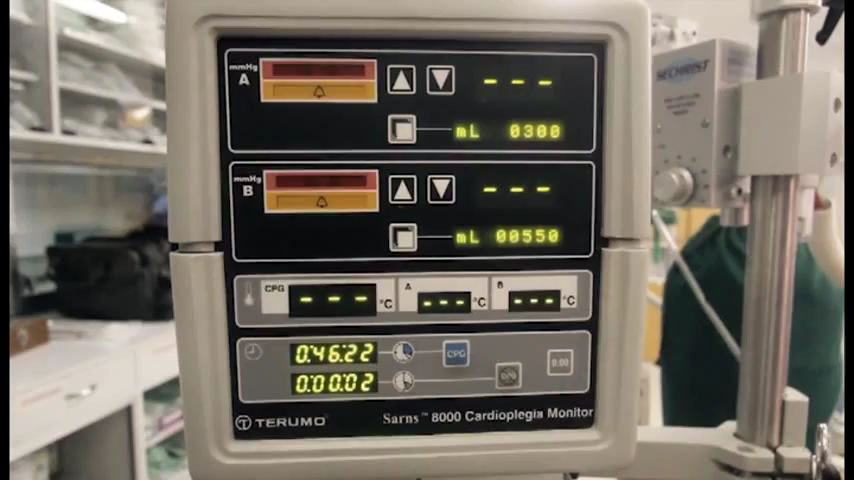 mmHg
A
- - -
mL 0300
mmHg
B
- - -
mL 00550
CPG - - - °C A - - - °C B - - - °C
0:46.22 CPG 0:00
0:00.02 CPG
TERUMO® Sarns™ 8000 Cardioplegia Monitor
SECHRIST